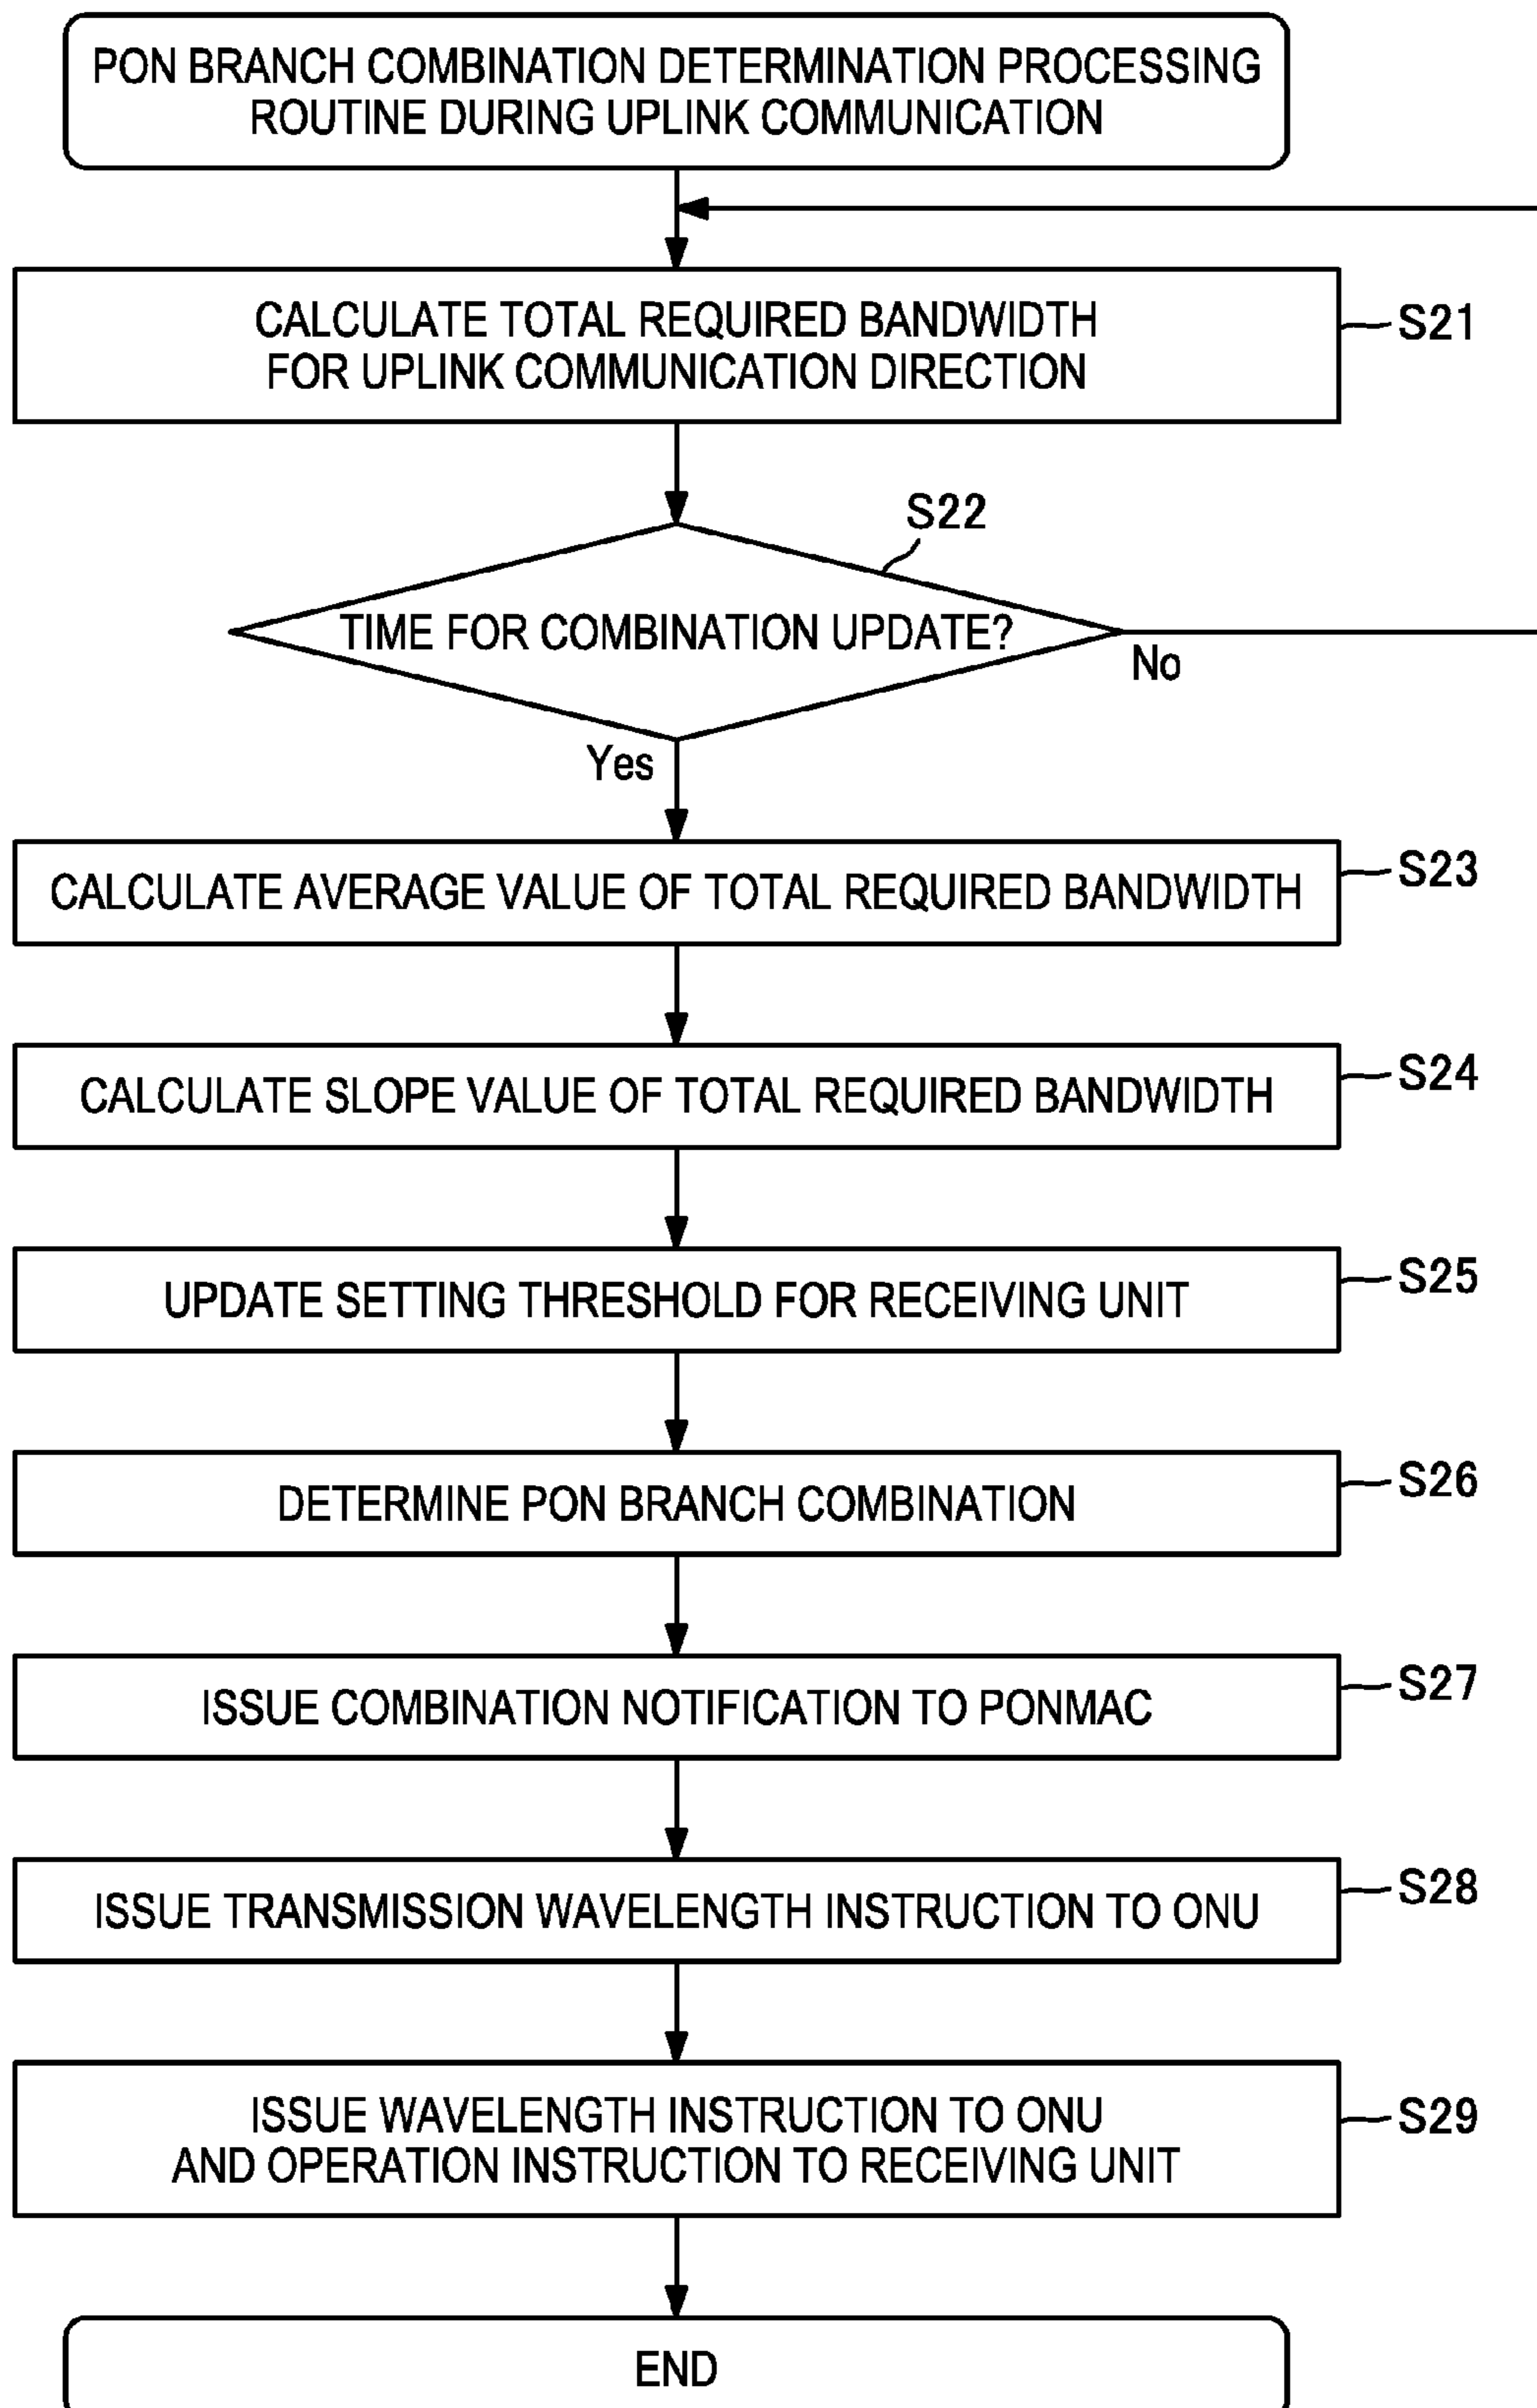 PON BRANCH COMBINATION DETERMINATION PROCESSING
ROUTINE DURING UPLINK COMMUNICATION
CALCULATE TOTAL REQUIRED BANDWIDTH
FOR UPLINK COMMUNICATION DIRECTION
S21
S22
TIME FOR COMBINATION UPDATE?
No
Yes
CALCULATE AVERAGE VALUE OF TOTAL REQUIRED BANDWIDTH
S23
CALCULATE SLOPE VALUE OF TOTAL REQUIRED BANDWIDTH
S24
UPDATE SETTING THRESHOLD FOR RECEIVING UNIT
S25
DETERMINE PON BRANCH COMBINATION
S26
ISSUE COMBINATION NOTIFICATION TO PONMAC
S27
ISSUE TRANSMISSION WAVELENGTH INSTRUCTION TO ONU
S28
ISSUE WAVELENGTH INSTRUCTION TO ONU
AND OPERATION INSTRUCTION TO RECEIVING UNIT
S29
END